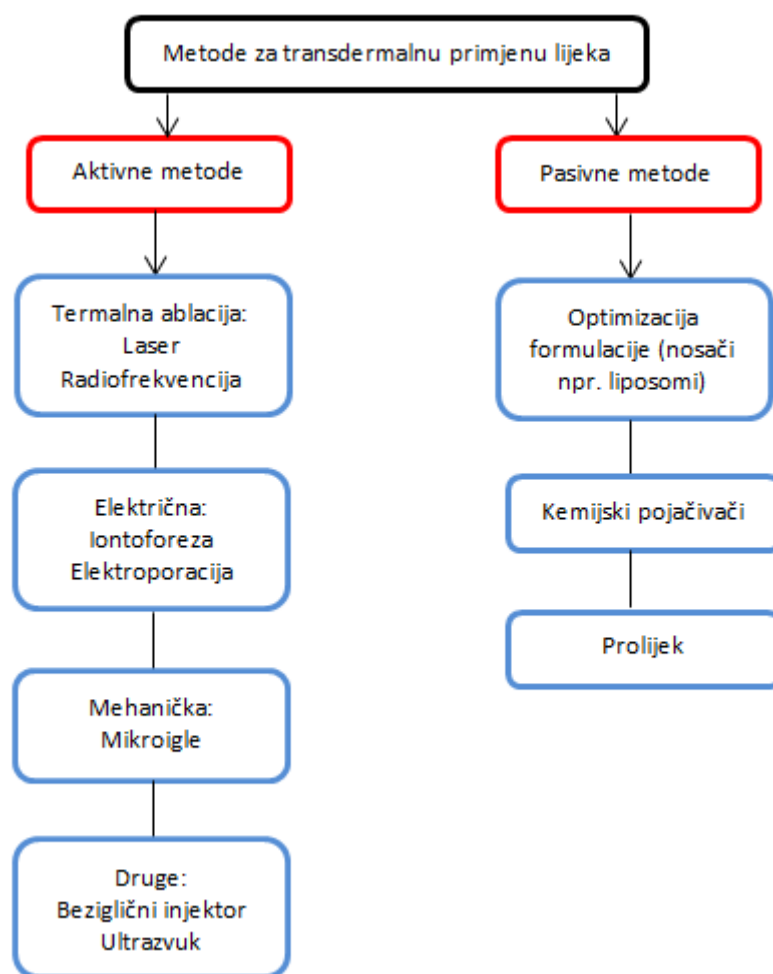 Metode za transdermalnu primjenu lijeka
Aktivne metode
Pasivne metode
Termalna ablacija:
Laser
Radiofrekvencija
Optimizacija
formulacije (nosači
npr. liposomi)
Električna:
Iontoforeza
Elektroporacija
Kemijski pojačivači
Prolijek
Mehanička:
Mikroigle
Druge:
Beziglični injektor
Ultrazvuk